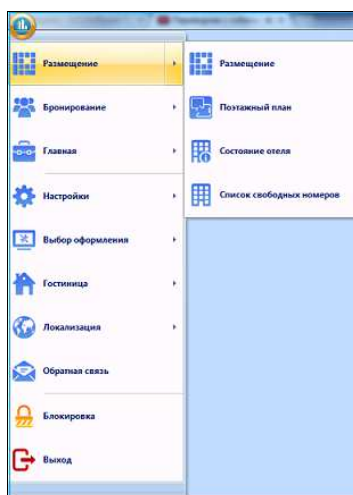 Размещение
Бронирование
Главная
Настройки
Выбор оформления
Гостиница
Локализация
Обратная связь
Блокировка
Выход
Размещение
Поэтажный план
Состояние отеля
Список свободных номеров